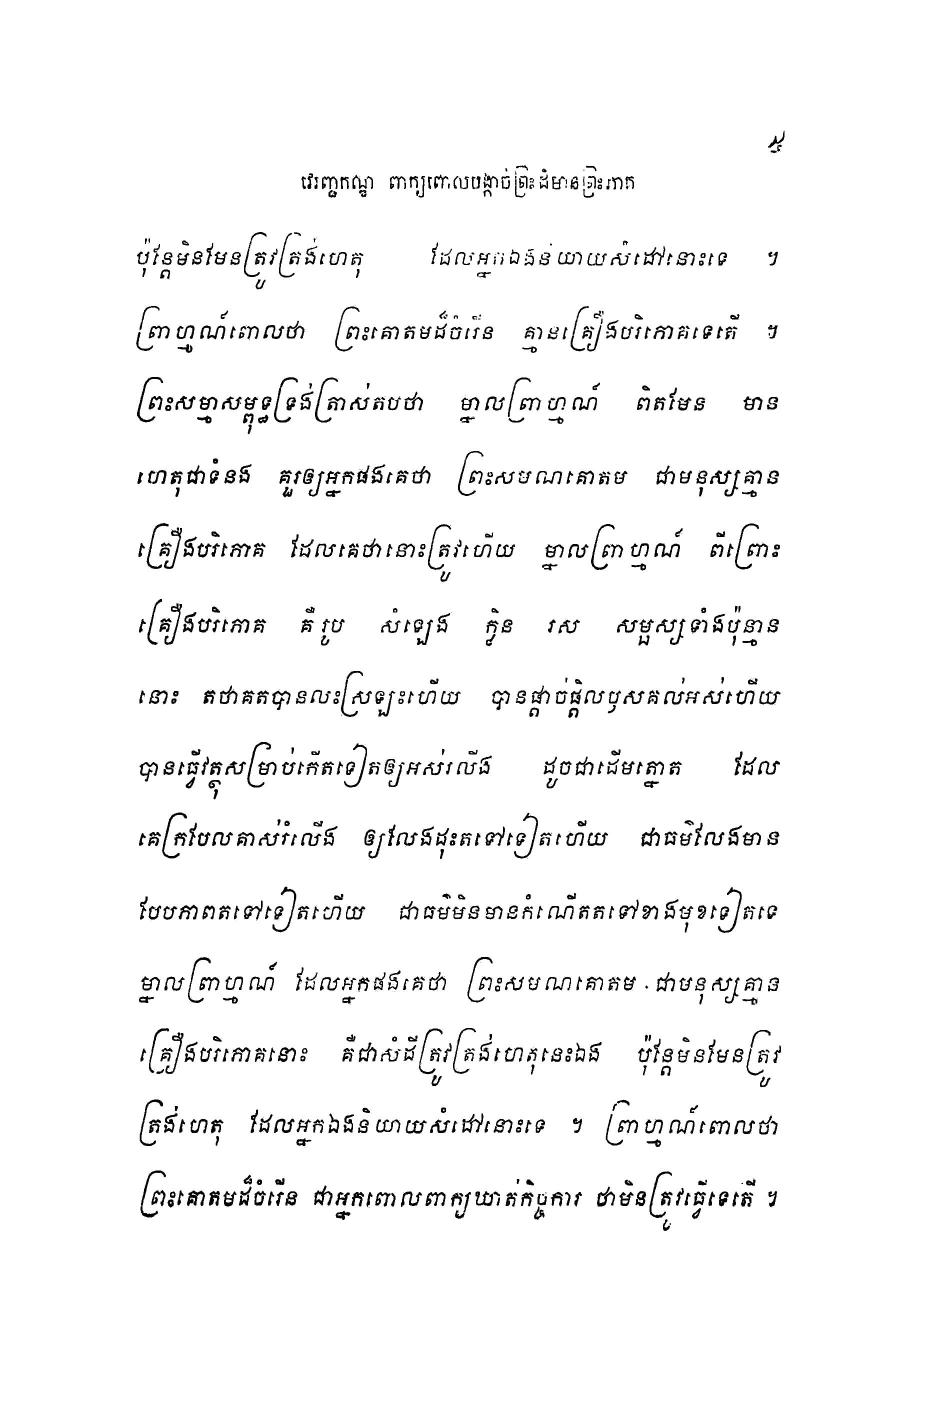 ៥
វេរញ្ជកណ្ឌ ពាក្យពោលបង្កាច់ព្រះដ៏មានព្រះភាគ
ប៉ុន្តែមិនមែនត្រូវត្រង់ហេតុ ដែលអ្នកឯងនិយាយសំដៅនោះទេ ។
ព្រាហ្មណ៍ពោលថា ព្រះគោតមដ៏ចំរើន គ្មានគ្រឿងបរិភោគទេតើ ។
ព្រះសម្មាសម្ពុទ្ធទ្រង់ត្រាស់តបថា ម្នាលព្រាហ្មណ៍ ពិតមែន មាន
ហេតុជាទំនង គួរឲ្យអ្នកផងគេថា ព្រះសមណគោតម ជាមនុស្សគ្មាន
គ្រឿងបរិភោគ ដែលគេថានោះត្រូវហើយ ម្នាលព្រាហ្មណ៍ ពីព្រោះ
គ្រឿងបរិភោគ គឺរូប សំឡេង ក្លិន រស សម្ផស្សទាំងប៉ុន្មាន
នោះ តថាគតបានលះស្រឡះហើយ បានផ្តាច់ផ្តិលឫសគល់អស់ហើយ
បានធ្វើវត្ថុសម្រាប់កើតទៀតឲ្យអស់រលីង ដូចជាដើមត្នោត ដែល
គេក្របែលគាស់រំលើង ឲ្យលែងដុះតទៅទៀតហើយ ជាធម៌លែងមាន
បែបភាពតទៅទៀតហើយ ជាធម៌មិនមានកំណើតតទៅខាងមុខទៀតទេ
ម្នាលព្រាហ្មណ៍ ដែលអ្នកផងគេថា ព្រះសមណគោតម ជាមនុស្សគ្មាន
គ្រឿងបរិភោគនោះ គឺជាសំដីត្រូវត្រង់ហេតុនេះឯង ប៉ុន្តែមិនមែនត្រូវ
ត្រង់ហេតុ ដែលអ្នកឯងនិយាយសំដៅនោះទេ ។ ព្រាហ្មណ៍ពោលថា
ព្រះគោតមដ៏ចំរើន ជាអ្នកពោលពាក្យឃាត់កិច្ចការ ថាមិនត្រូវធ្វើទេតើ ។